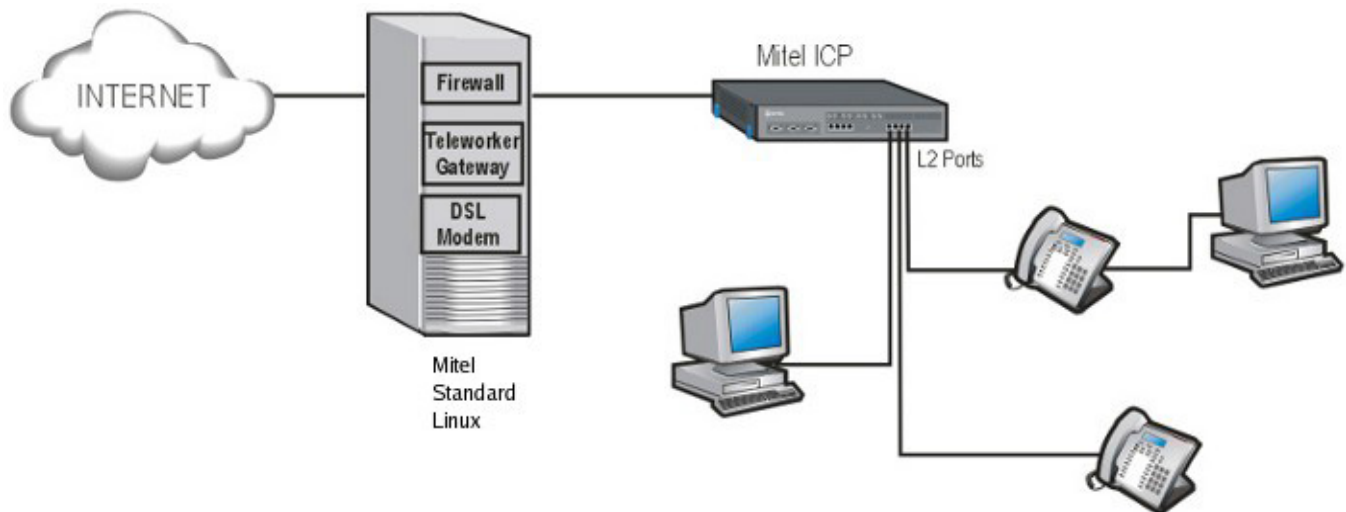 INTERNET
Firewall
Teleworker
Gateway
DSL
Modem
Mitel
Standard
Linux
Mitel ICP
L2 Ports